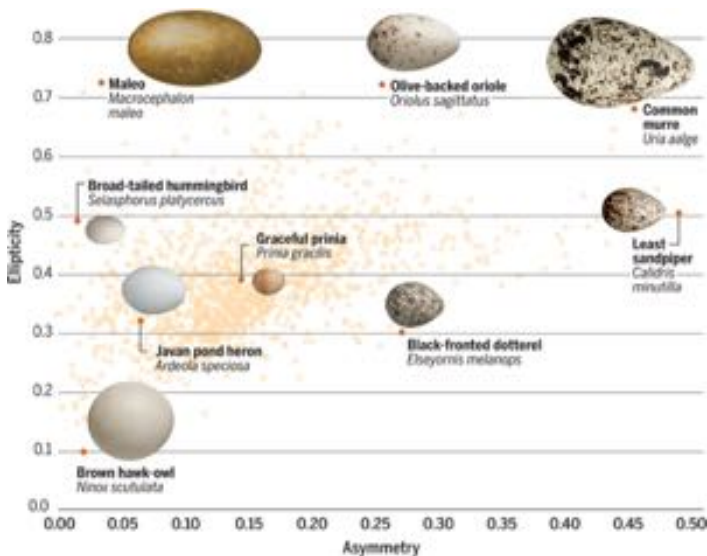 0.8
Maleo
Macrocephalon
maleo
Olive-backed oriole
Oriolus sagittatus
Common
murre
Uria aalge
0.7
0.6
Broad-tailed hummingbird
Selasphorus platycercus
0.5
Graceful prinia
Prinia gracilis
Least
sandpiper
Calidris
minutilla
Ellipticity
0.4
0.3
Javan pond heron
Ardeola speciosa
Black-fronted dotterel
Elseyornis melanops
0.2
0.1
Brown hawk-owl
Ninox scutulata
0.0
0.00 0.05 0.10 0.15 0.20 0.25 0.30 0.35 0.40 0.45 0.50
Asymmetry